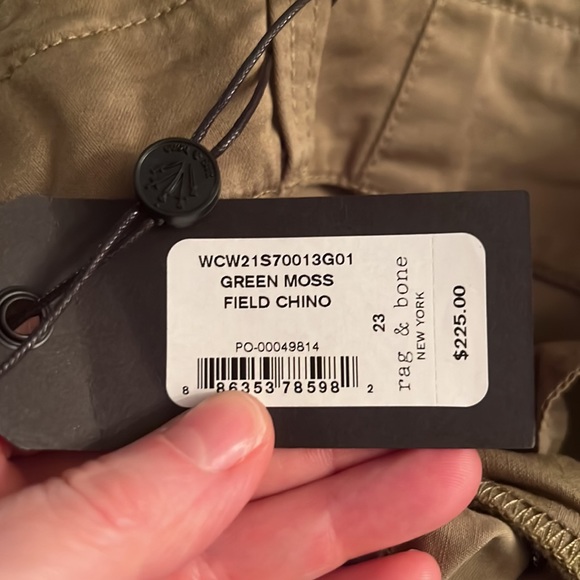 WCW21S70013G01
GREEN MOSS
FIELD CHINO
PO-00049814
8 86353 78598 2
23
rag & bone
NEW YORK
$225.00